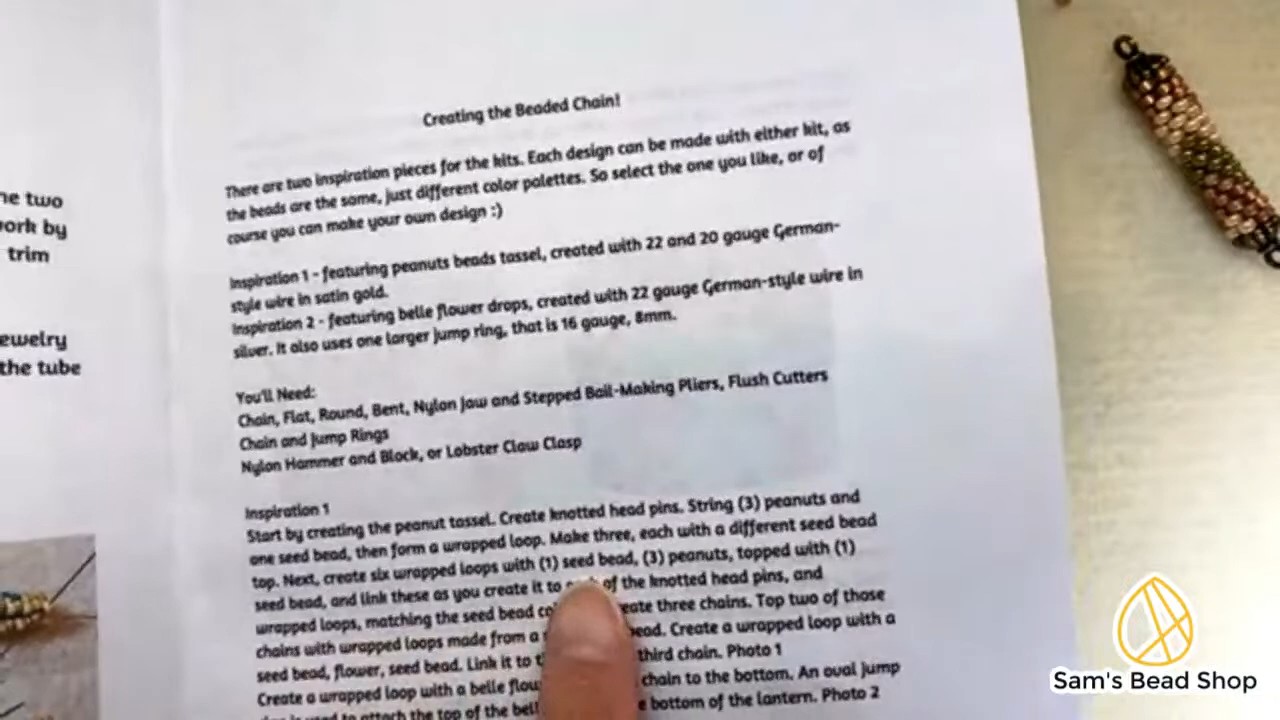 he two
work by
trim
ewelry
the tube
Creating the Beaded Chain!
There are two inspiration pieces for the kits. Each design can be made with either kit, as
the beads are the same, just different color palettes. So select the one you like, or of
course you can make your own design :)
Inspiration 1 - featuring peanuts beads tassel, created with 22 and 20 gauge German-
style wire in satin gold.
Inspiration 2 - featuring belle flower drops, created with 22 gauge German-style wire in
silver. It also uses one larger jump ring, that is 16 gauge, 8mm.
You'll Need:
Chain, Flat, Round, Bent, Nylon Jaw and Stepped Bail-Making Pliers, Flush Cutters
Chain and Jump Rings
Nylon Hammer and Block, or Lobster Claw Clasp
Inspiration 1
Start by creating the peanut tassel. Create knotted head pins. String (3) peanuts and
one seed bead, then form a wrapped loop. Make three, each with a different seed bead
top. Next, create six wrapped loops with (1) seed bead, (3) peanuts, topped with (1)
seed bead, and link these as you create it to of the knotted head pins, and
wrapped loops, matching the seed bead three chains. Top two of those
chains with wrapped loops made from a Create a wrapped loop with a
seed bead, flower, seed bead. Link it to third chain. Photo 1
Create a wrapped loop with a belle chain to the bottom. An oval jump
is used to attach the top of the bottom of the lantern. Photo 2
Sam's Bead Shop